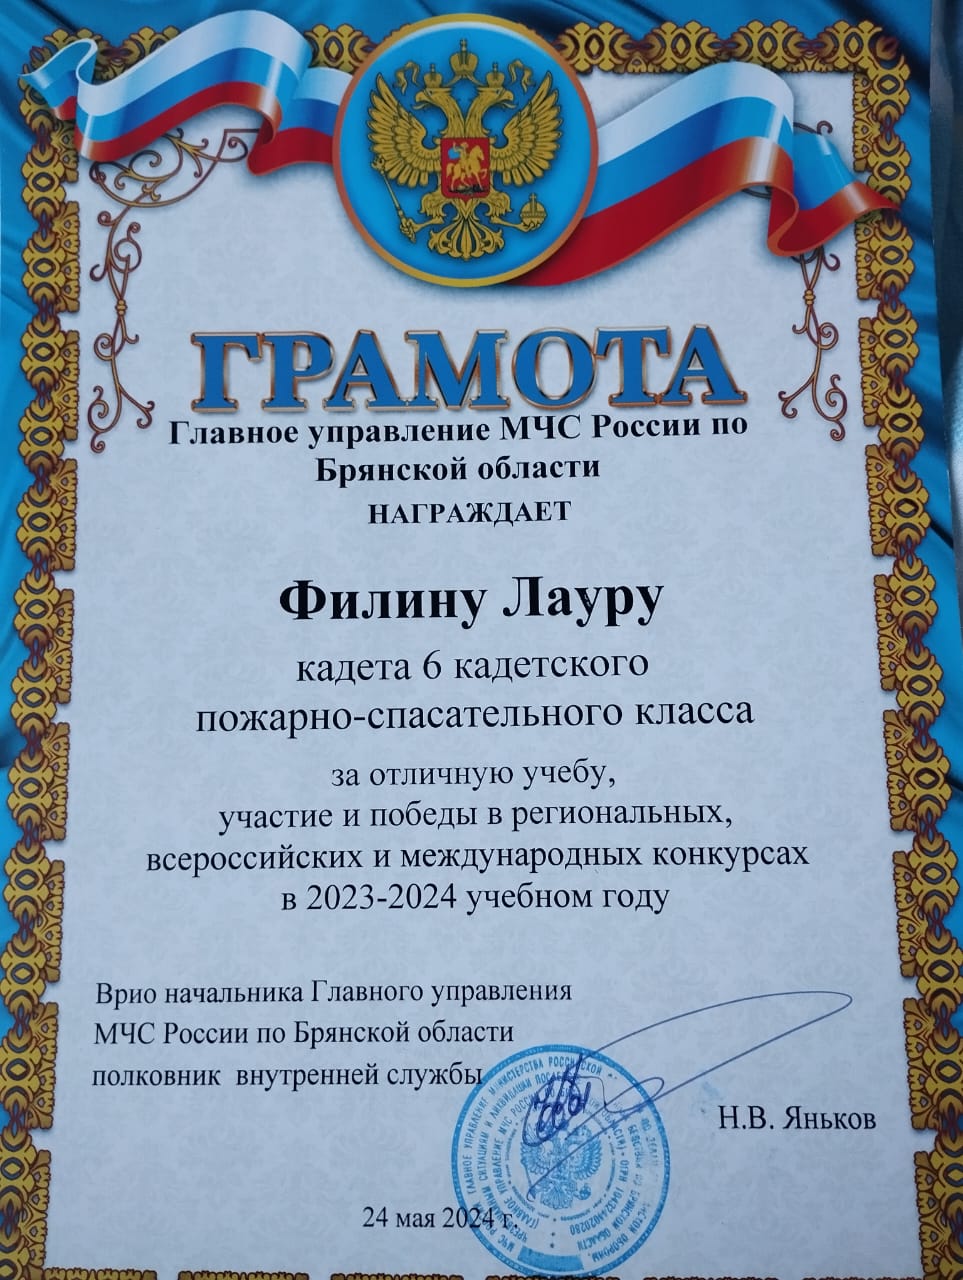 ГРАМОТА
Главное управление МЧС России по
Брянской области
НАГРАЖДАЕТ
Филину Лауру
кадета 6 кадетского
пожарно-спасательного класса
за отличную учебу,
участие и победы в региональных,
всероссийских и международных конкурсах
в 2023-2024 учебном году
Врио начальника Главного управления
МЧС России по Брянской области
полковник внутренней службы
Н.В. Яньков
24 мая 2024 г.